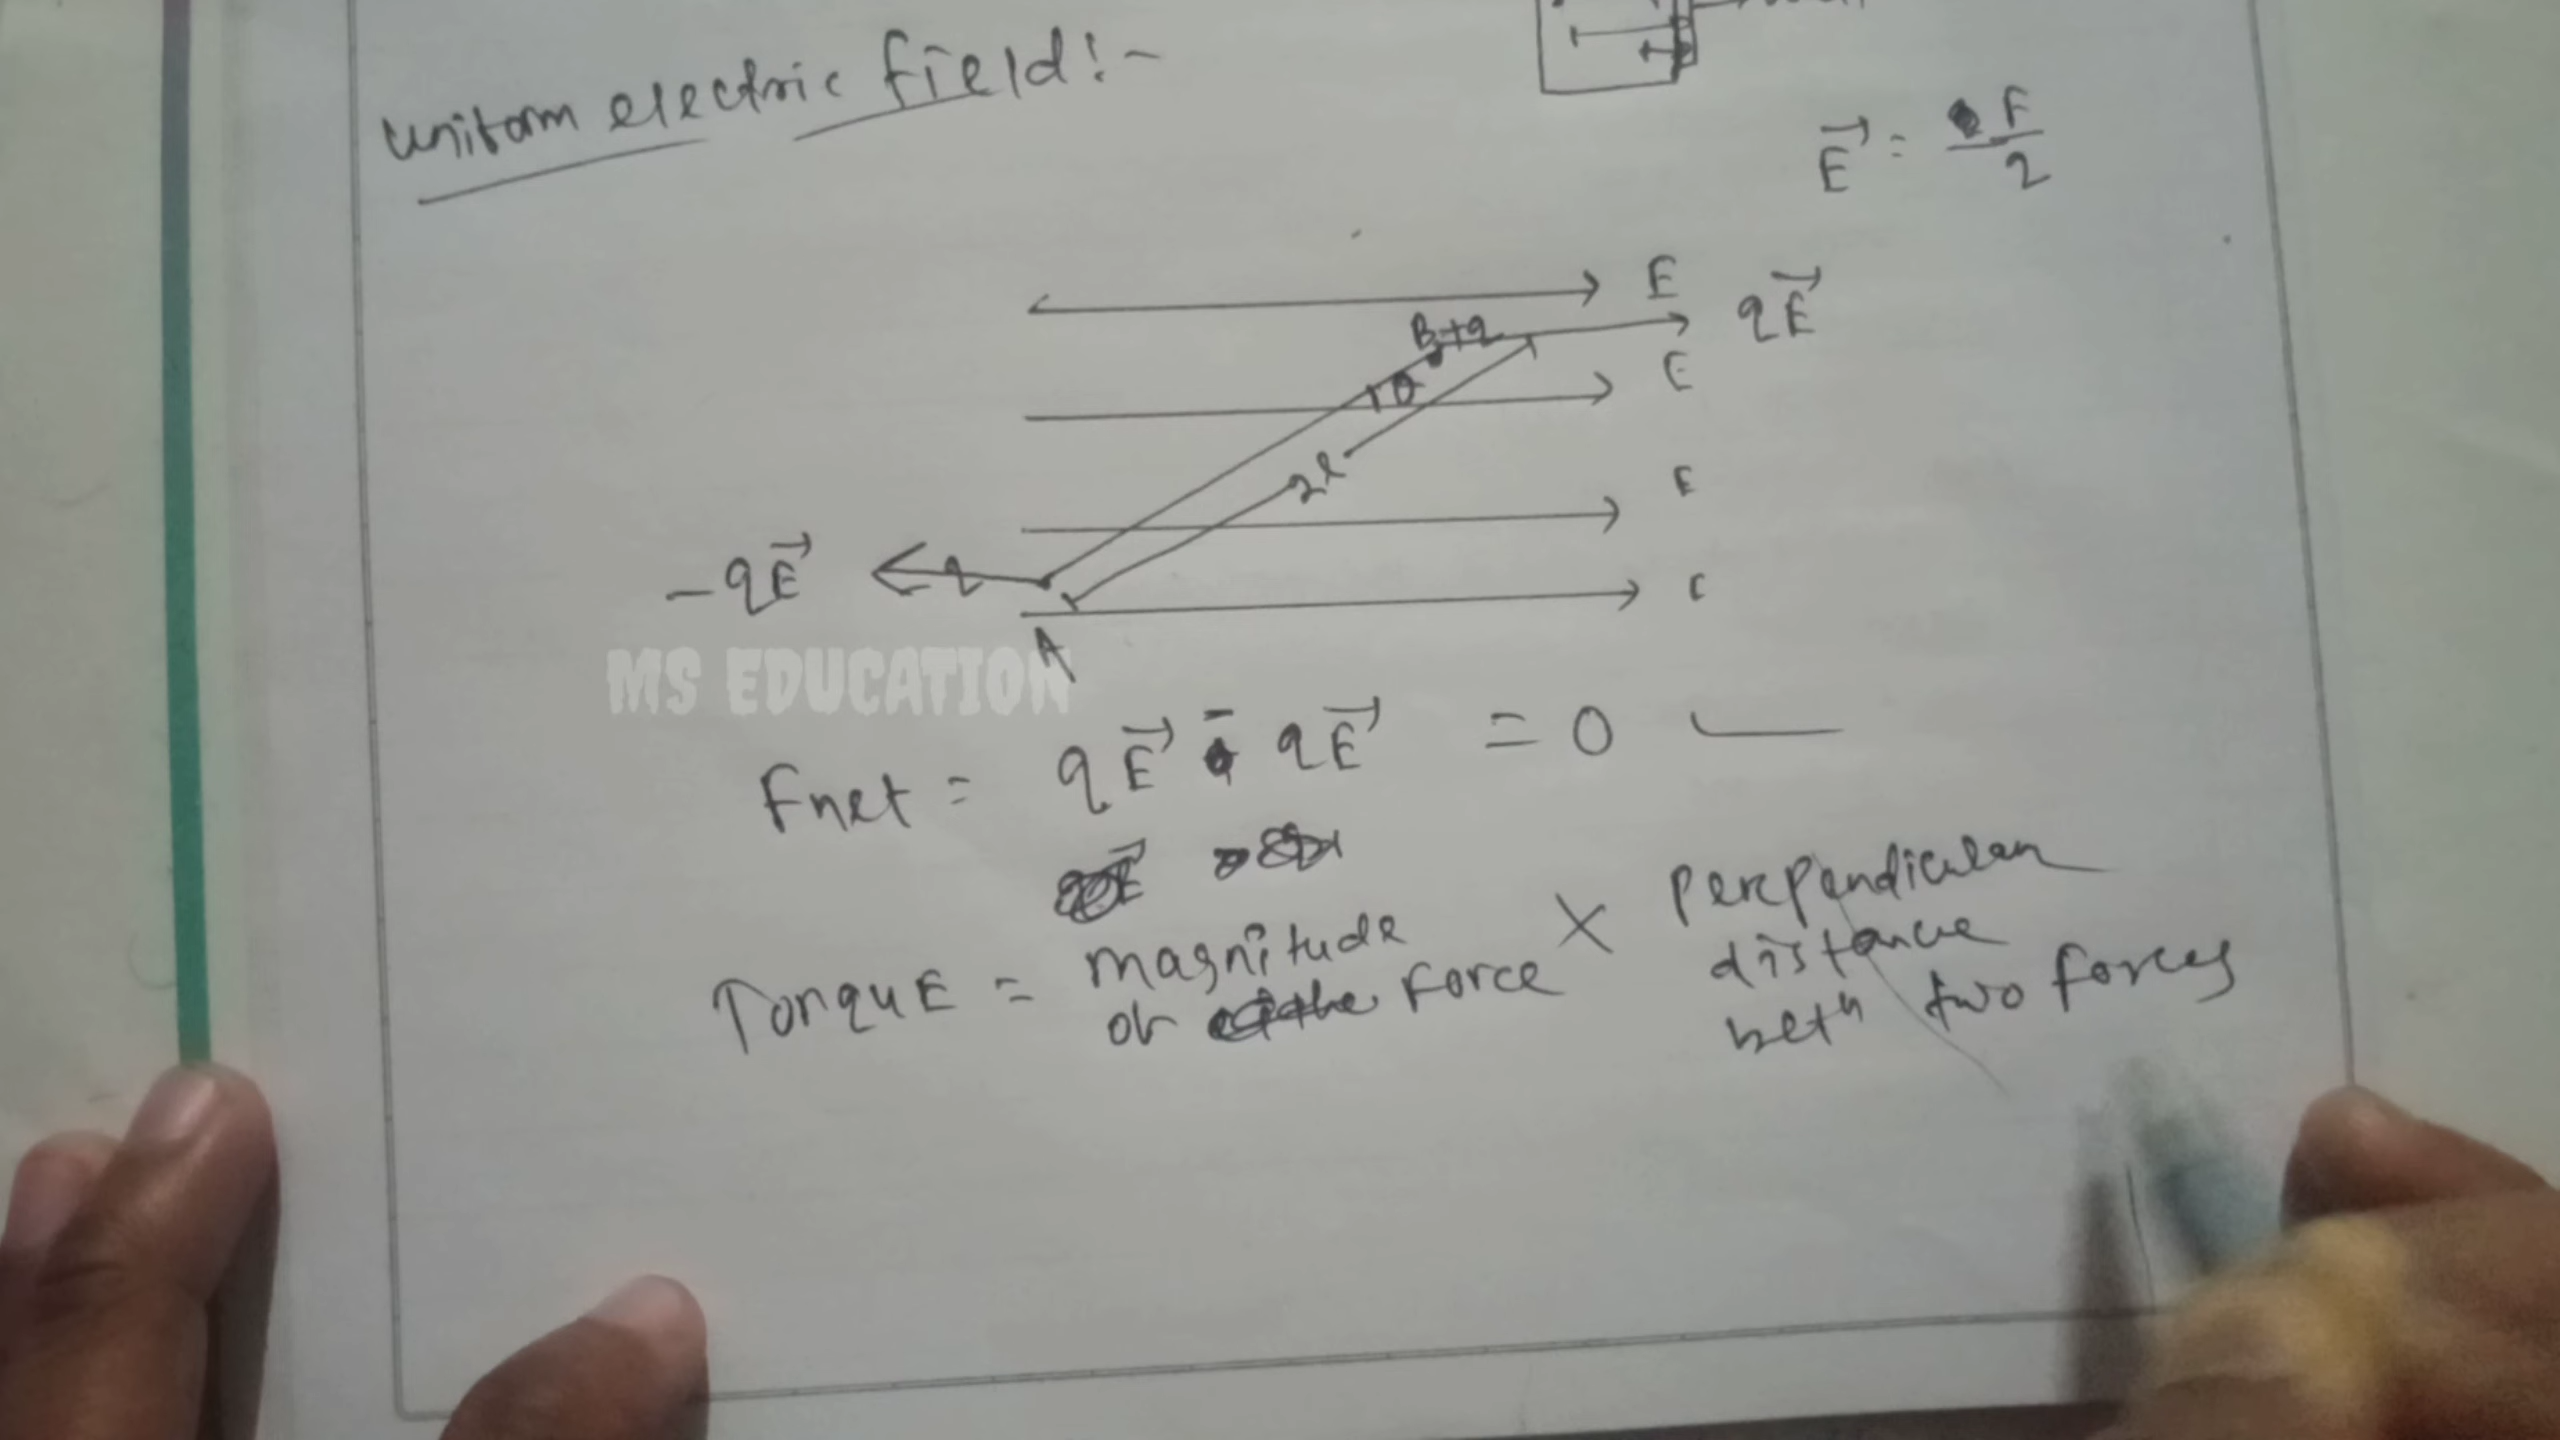 uniform electric field:-
E⃗ = F/q
E
B+q
qE⃗
E
θ
2l
E
-qE⃗
E
A
MS EDUCATION
Fnet = qE⃗ - qE⃗ = 0
Torque = magnitude of Force × perpendicular distance betn two forces